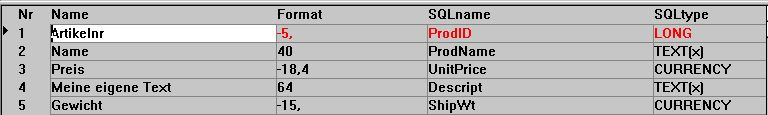 Nr Name Format SQLname SQLtype
1 Artikelnr -5, ProdID LONG
2 Name 40 ProdName TEXT(x)
3 Preis -18,4 UnitPrice CURRENCY
4 Meine eigene Text 64 Descript TEXT(x)
5 Gewicht -15, ShipWt CURRENCY